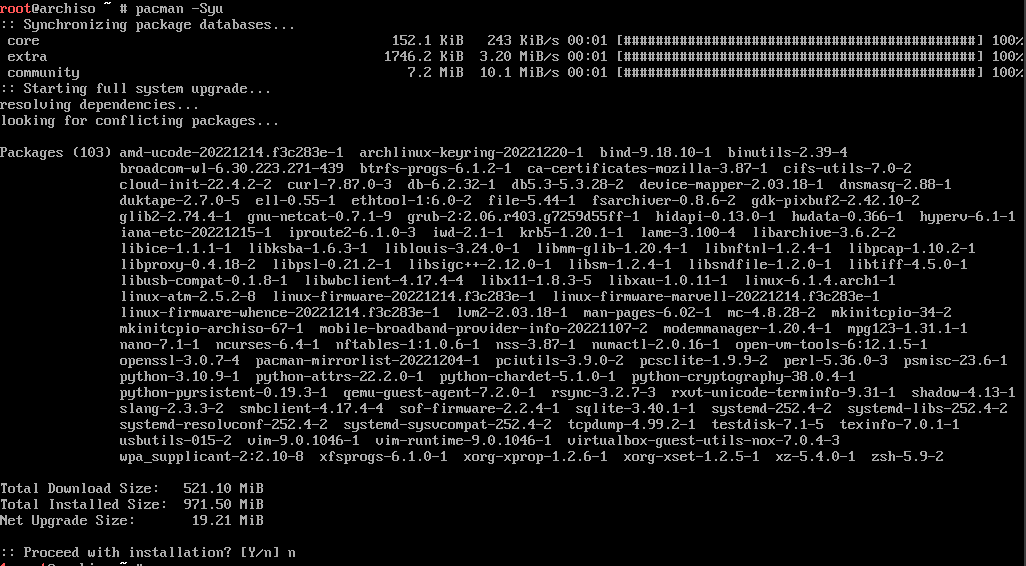 root@archiso ~ # pacman -Syu
:: Synchronizing package databases...
core 152.1 KiB 243 KiB/s 00:01 [############################################] 100%
extra 1746.2 KiB 3.20 MiB/s 00:01 [############################################] 100%
community 7.2 MiB 10.1 MiB/s 00:01 [############################################] 100%
:: Starting full system upgrade...
resolving dependencies...
looking for conflicting packages...
Packages (103) amd-ucode-20221214.f3c283e-1 archlinux-keyring-20221220-1 bind-9.18.10-1 binutils-2.39-4
broadcom-wl-6.30.223.271-439 btrfs-progs-6.1.2-1 ca-certificates-mozilla-3.87-1 cifs-utils-7.0-2
cloud-init-22.4.2-2 curl-7.87.0-3 db-6.2.32-1 db5.3-5.3.28-2 device-mapper-2.03.18-1 dnsmasq-2.88-1
duktape-2.7.0-5 ell-0.55-1 ethtool-1:6.0-2 file-5.44-1 fsarchiver-0.8.6-2 gdk-pixbuf2-2.42.10-2
glib2-2.74.4-1 gnu-netcat-0.7.1-9 grub-2:2.06.r403.g7259d55ff-1 hidapi-0.13.0-1 hwdata-0.366-1 hyperv-6.1-1
iana-etc-20221215-1 iproute2-6.1.0-3 iwd-2.1-1 krb5-1.20.1-1 lame-3.100-4 libarchive-3.6.2-2
libice-1.1.1-1 libksba-1.6.3-1 liblouis-3.24.0-1 libmm-glib-1.20.4-1 libnftnl-1.2.4-1 libpcap-1.10.2-1
libproxy-0.4.18-2 libpsl-0.21.2-1 libsigc++-2.12.0-1 libsm-1.2.4-1 libsndfile-1.2.0-1 libtiff-4.5.0-1
libusb-compat-0.1.8-1 libwbclient-4.17.4-4 libx11-1.8.3-5 libxau-1.0.11-1 linux-6.1.4.arch1-1
linux-atm-2.5.2-8 linux-firmware-20221214.f3c283e-1 linux-firmware-marvell-20221214.f3c283e-1
linux-firmware-whence-20221214.f3c283e-1 lvm2-2.03.18-1 man-pages-6.02-1 mc-4.8.28-2 mkinitcpio-34-2
mkinitcpio-archiso-67-1 mobile-broadband-provider-info-20221107-2 modemmanager-1.20.4-1 mpg123-1.31.1-1
nano-7.1-1 ncurses-6.4-1 nftables-1:1.0.6-1 nss-3.87-1 numactl-2.0.16-1 open-vm-tools-6:12.1.5-1
openssl-3.0.7-4 pacman-mirrorlist-20221204-1 pciutils-3.9.0-2 pcsclite-1.9.9-2 perl-5.36.0-3 psmisc-23.6-1
python-3.10.9-1 python-attrs-22.2.0-1 python-chardet-5.1.0-1 python-cryptography-38.0.4-1
python-pyrsistent-0.19.3-1 qemu-guest-agent-7.2.0-1 rsync-3.2.7-3 rxvt-unicode-terminfo-9.31-1 shadow-4.13-1
slang-2.3.3-2 smbclient-4.17.4-4 sof-firmware-2.2.4-1 sqlite-3.40.1-1 systemd-252.4-2 systemd-libs-252.4-2
systemd-resolvconf-252.4-2 systemd-sysvcompat-252.4-2 tcpdump-4.99.2-1 testdisk-7.1-5 texinfo-7.0.1-1
usbutils-015-2 vim-9.0.1046-1 vim-runtime-9.0.1046-1 virtualbox-guest-utils-nox-7.0.4-3
wpa_supplicant-2:2.10-8 xfsprogs-6.1.0-1 xorg-xprop-1.2.6-1 xorg-xset-1.2.5-1 xz-5.4.0-1 zsh-5.9-2
Total Download Size: 521.10 MiB
Total Installed Size: 971.50 MiB
Net Upgrade Size: 19.21 MiB
:: Proceed with installation? [Y/n] n